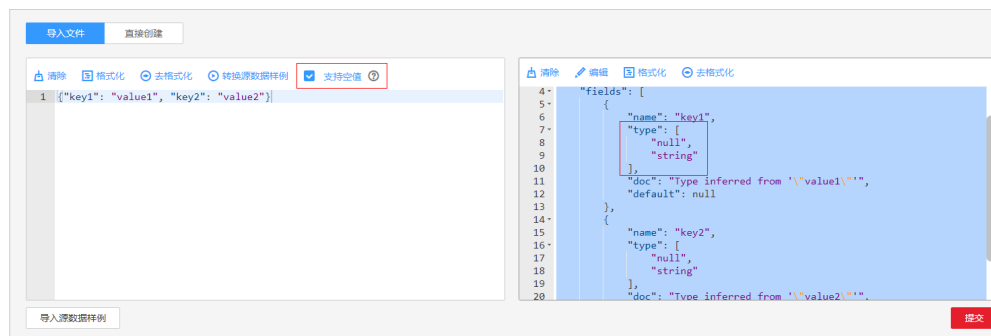 导入文件 直接创建
清除 格式化 去格式化 转换源数据样例 支持空值 ?
1 {"key1": "value1", "key2": "value2"}
清除 编辑 格式化 去格式化
4 "fields": [
5 {
6 "name": "key1",
7 "type": [
8 "null",
9 "string"
10 ],
11 "doc": "Type inferred from '\"value1\"'",
12 "default": null
13 },
14 {
15 "name": "key2",
16 "type": [
17 "null",
18 "string"
19 ],
20 "doc": "Type inferred from '\"value2\"'",
导入源数据样例
提交